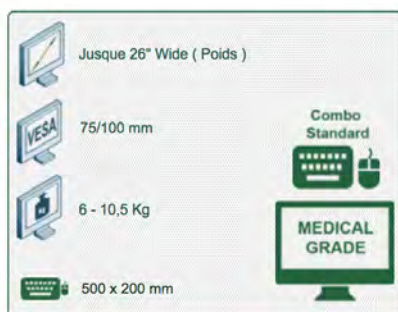 Jusque 26" Wide ( Poids )
VESA
75/100 mm
Combo
Standard
KG
6 - 10,5 Kg
MEDICAL
GRADE
500 x 200 mm